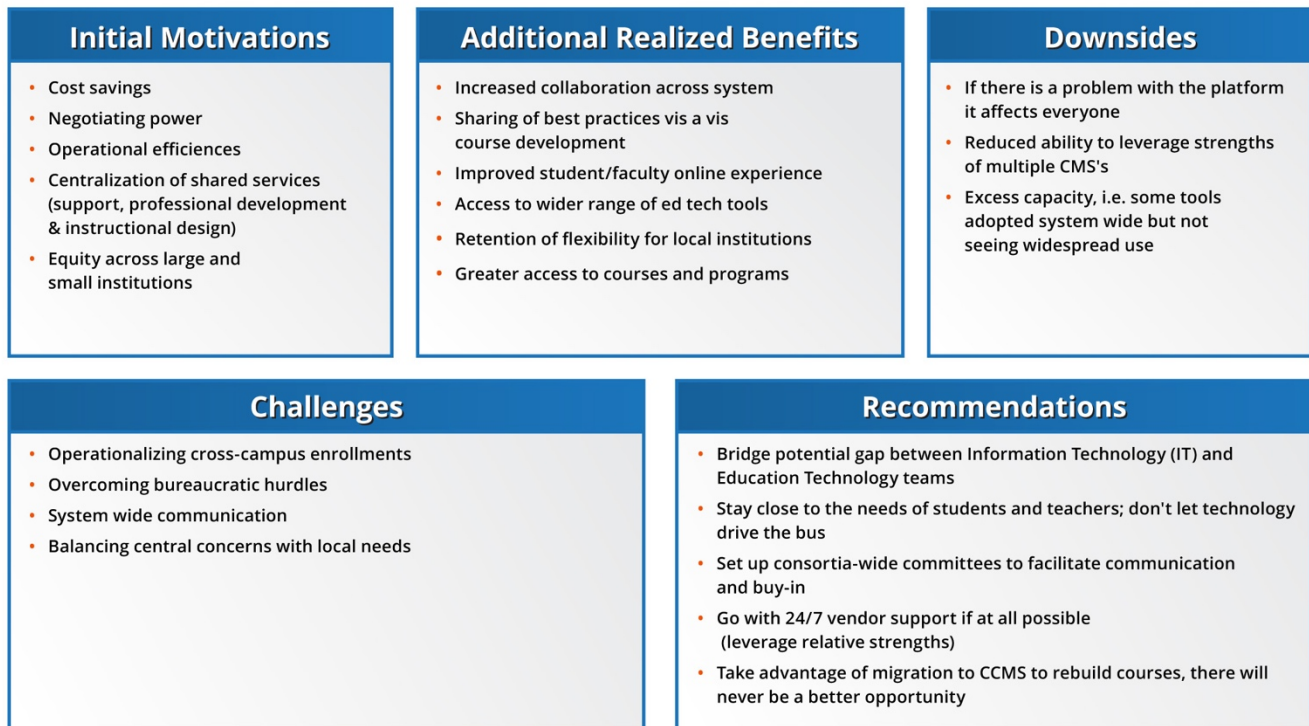 Initial Motivations
• Cost savings
• Negotiating power
• Operational efficiences
• Centralization of shared services
(support, professional development
& instructional design)
• Equity across large and
small institutions
Additional Realized Benefits
• Increased collaboration across system
• Sharing of best practices vis a vis
course development
• Improved student/faculty online experience
• Access to wider range of ed tech tools
• Retention of flexibility for local institutions
• Greater access to courses and programs
Downsides
• If there is a problem with the platform
it affects everyone
• Reduced ability to leverage strengths
of multiple CMS's
• Excess capacity, i.e. some tools
adopted system wide but not
seeing widespread use
Challenges
• Operationalizing cross-campus enrollments
• Overcoming bureaucratic hurdles
• System wide communication
• Balancing central concerns with local needs
Recommendations
• Bridge potential gap between Information Technology (IT) and
Education Technology teams
• Stay close to the needs of students and teachers; don't let technology
drive the bus
• Set up consortia-wide committees to facilitate communication
and buy-in
• Go with 24/7 vendor support if at all possible
(leverage relative strengths)
• Take advantage of migration to CCMS to rebuild courses, there will
never be a better opportunity